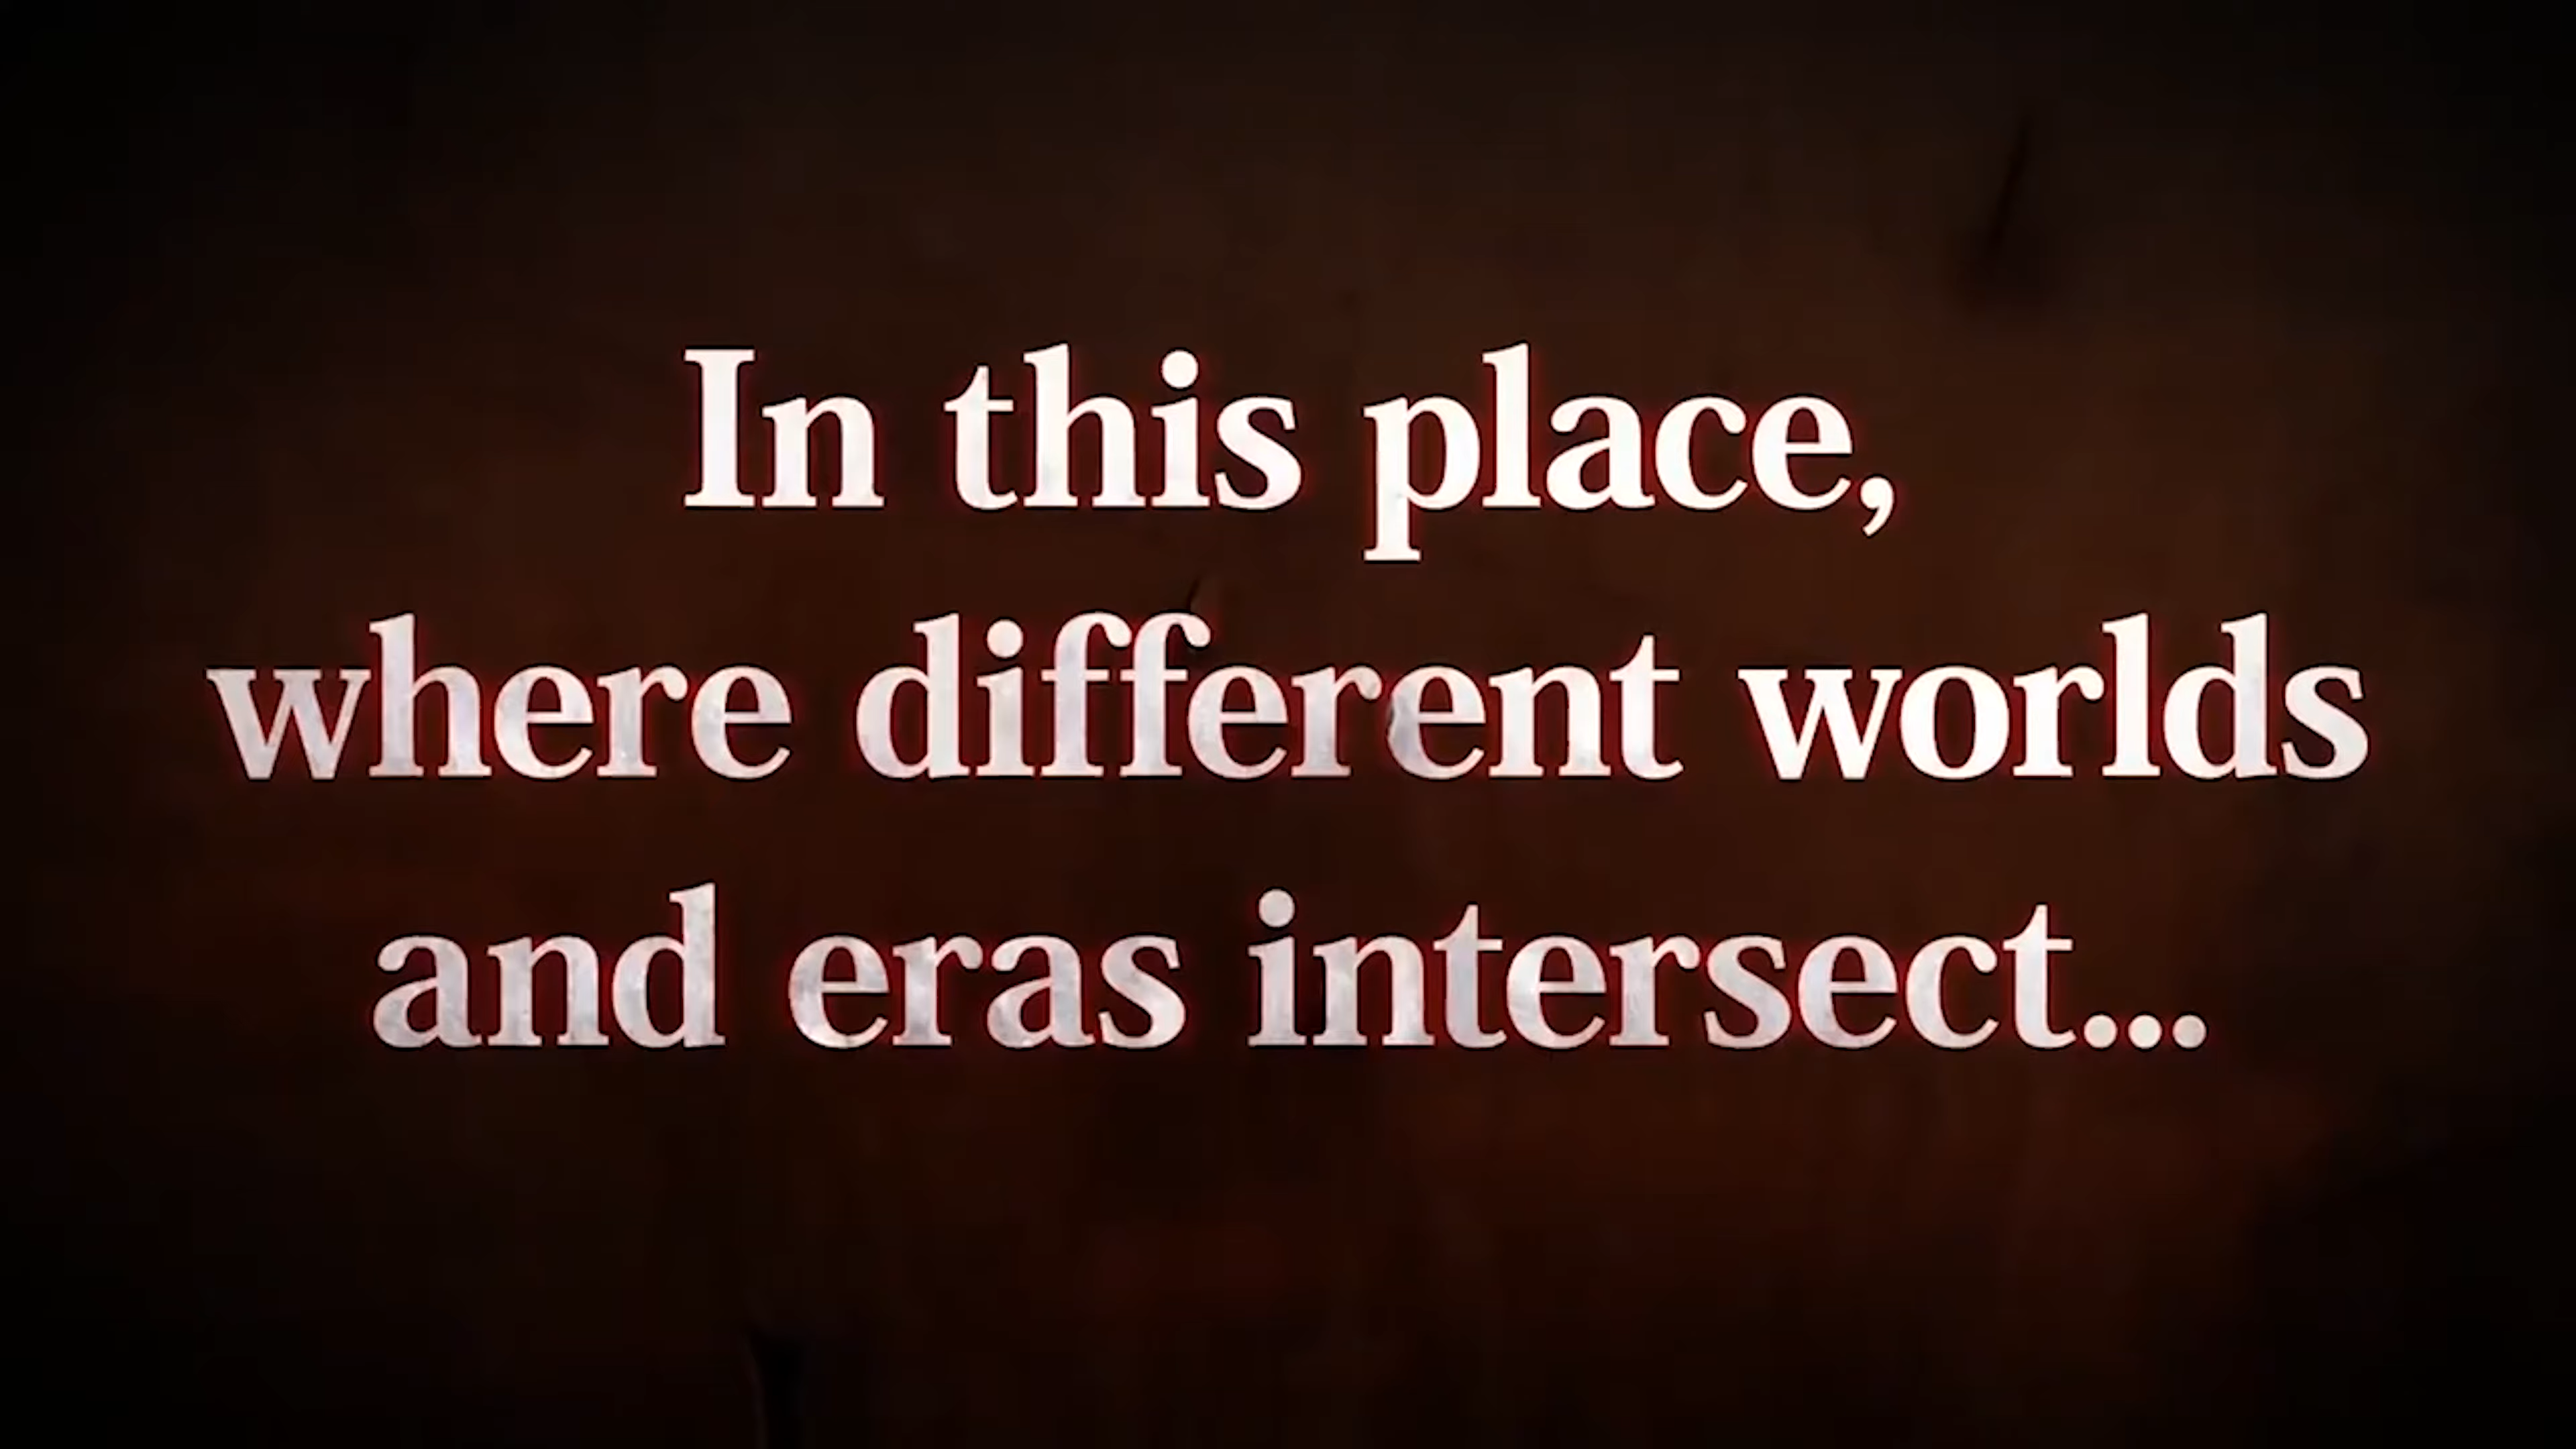 In this place,
where different worlds
and eras intersect...